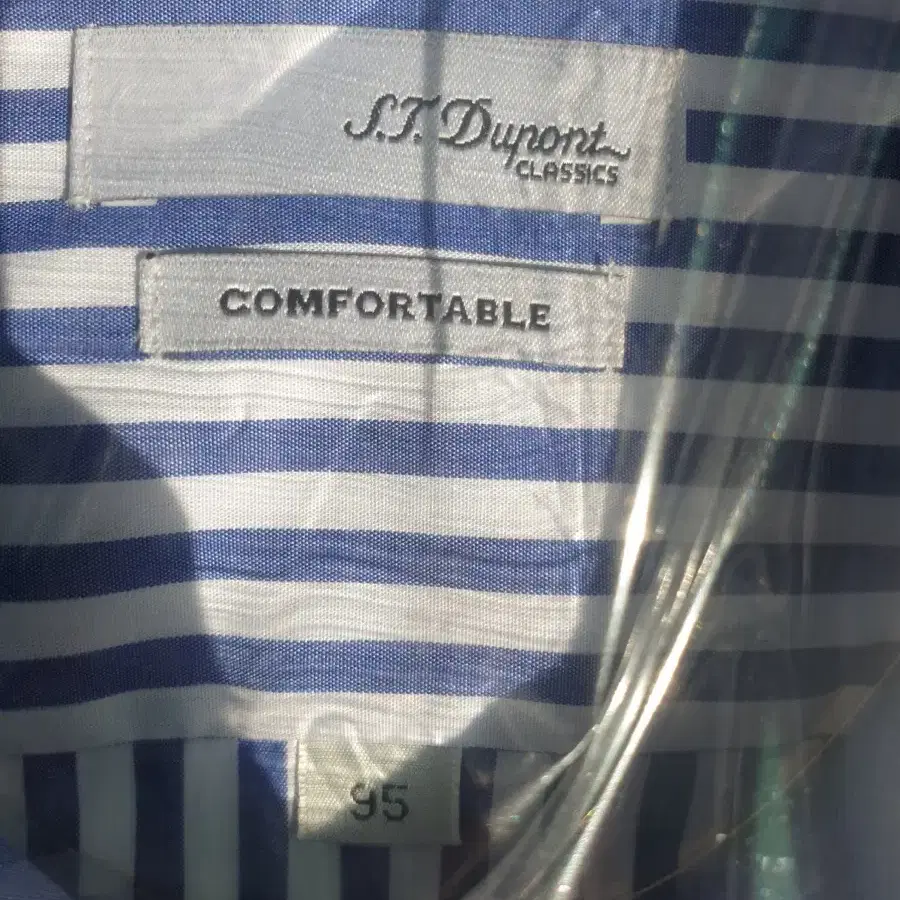 S.T. Dupont
CLASSICS
COMFORTABLE
95